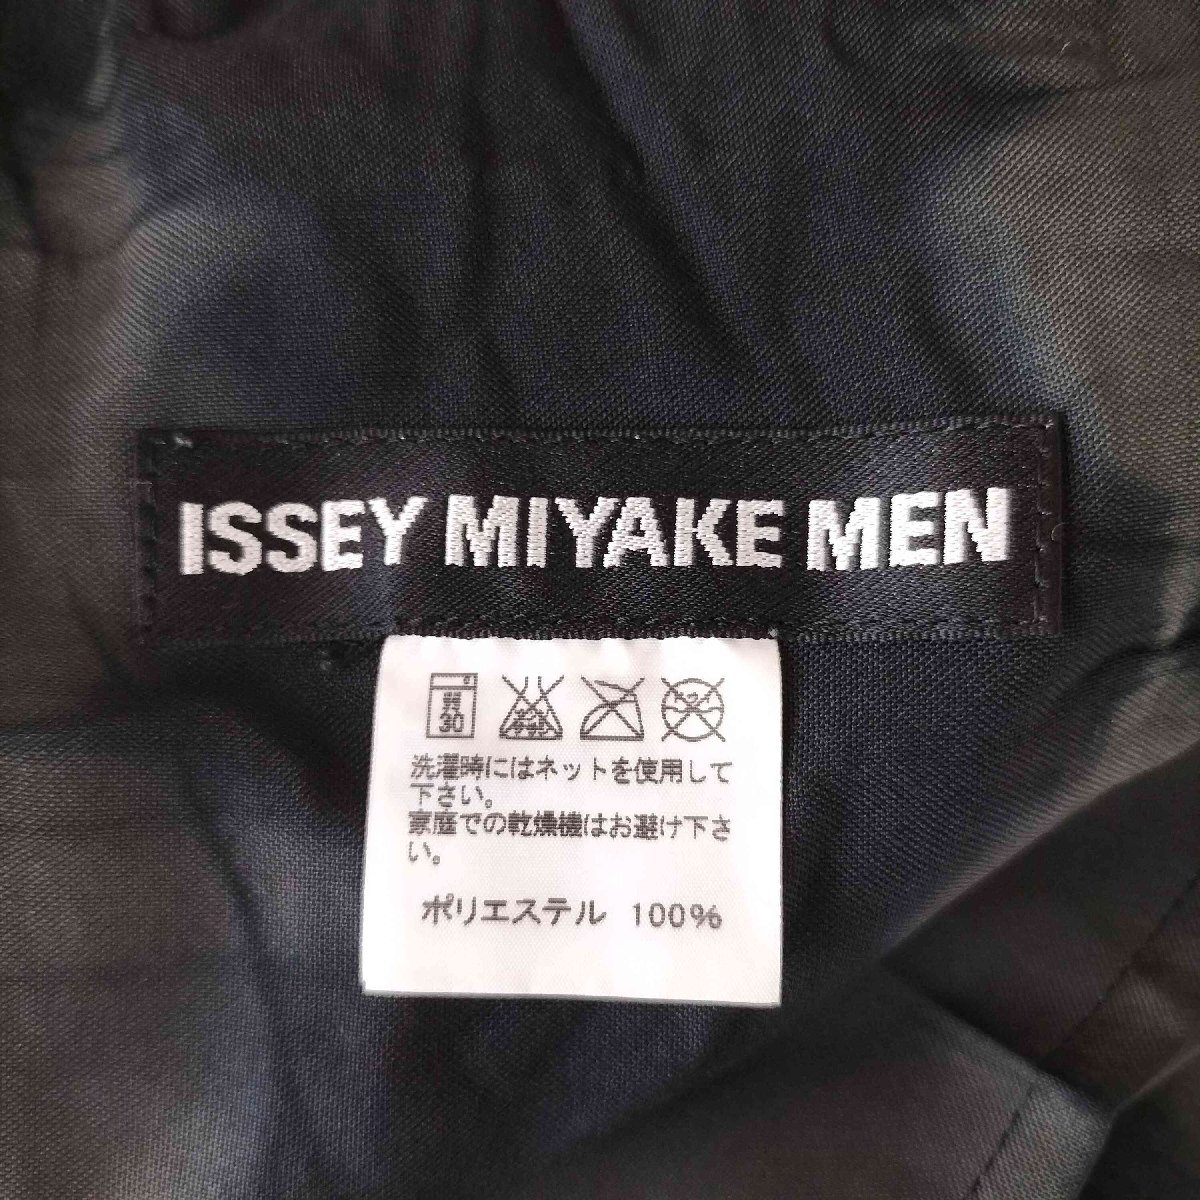 ISSEY MIYAKE MEN
30
洗濯時にはネットを使用して
下さい。
家庭での乾燥機はお避け下さ
い。
ポリエステル 100%